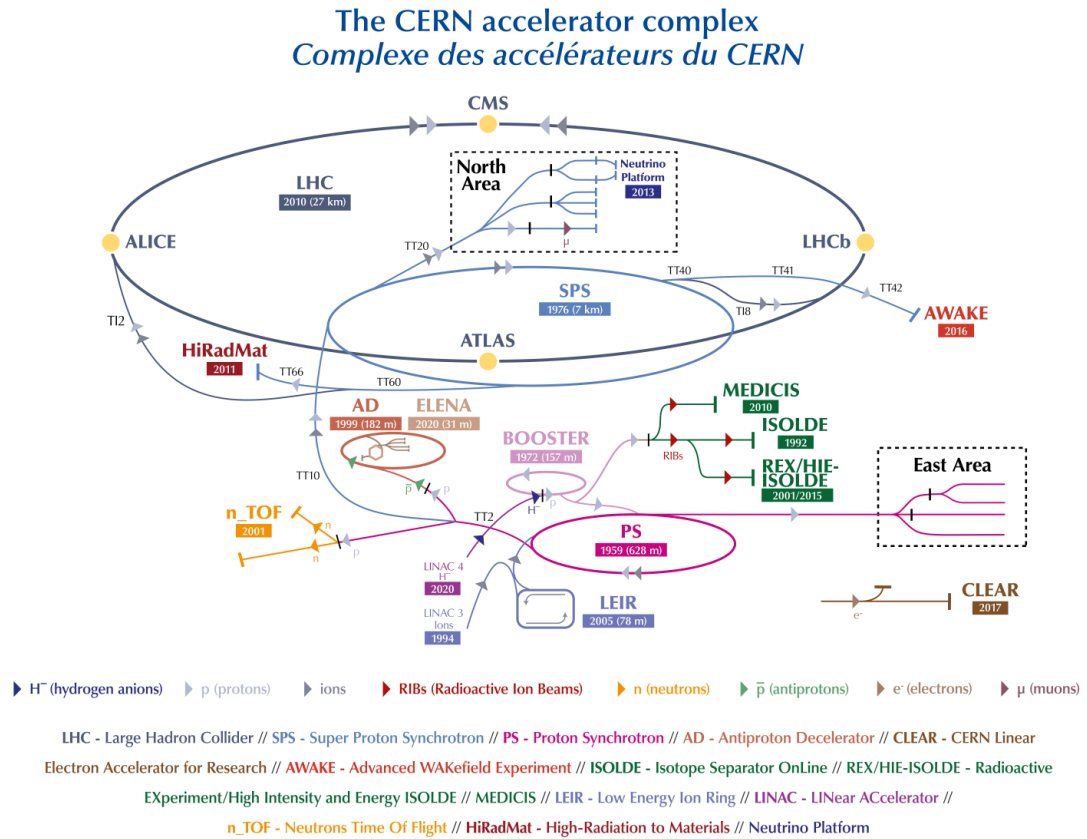 The CERN accelerator complex
Complexe des accélérateurs du CERN
CMS
North
Area
Neutrino
Platform
2013
LHC
2010 (27 km)
ALICE
LHCb
TT20
μ
TT40
TT41
TT42
SPS
1976 (7 km)
TI8
TI2
AWAKE
2016
ATLAS
HiRadMat
2011
TT66
TT60
MEDICIS
2010
AD
1999 (182 m)
ELENA
2020 (31 m)
ISOLDE
1992
BOOSTER
1972 (157 m)
RIBs
REX/HIE-
ISOLDE
2001/2015
East Area
TT10
p̅
p
H⁻
p
n_TOF
2001
n
n
p
TT2
PS
1959 (628 m)
LINAC 4
H⁻
2020
LINAC 3
Ions
1994
LEIR
2005 (78 m)
CLEAR
2017
e⁻
H⁻ (hydrogen anions)
p (protons)
ions
RIBs (Radioactive Ion Beams)
n (neutrons)
p̅ (antiprotons)
e⁻ (electrons)
μ (muons)
LHC - Large Hadron Collider // SPS - Super Proton Synchrotron // PS - Proton Synchrotron // AD - Antiproton Decelerator // CLEAR - CERN Linear
Electron Accelerator for Research // AWAKE - Advanced WAKefield Experiment // ISOLDE - Isotope Separator OnLine // REX/HIE-ISOLDE - Radioactive
EXperiment/High Intensity and Energy ISOLDE // MEDICIS // LEIR - Low Energy Ion Ring // LINAC - LINear ACcelerator //
n_TOF - Neutrons Time Of Flight // HiRadMat - High-Radiation to Materials // Neutrino Platform